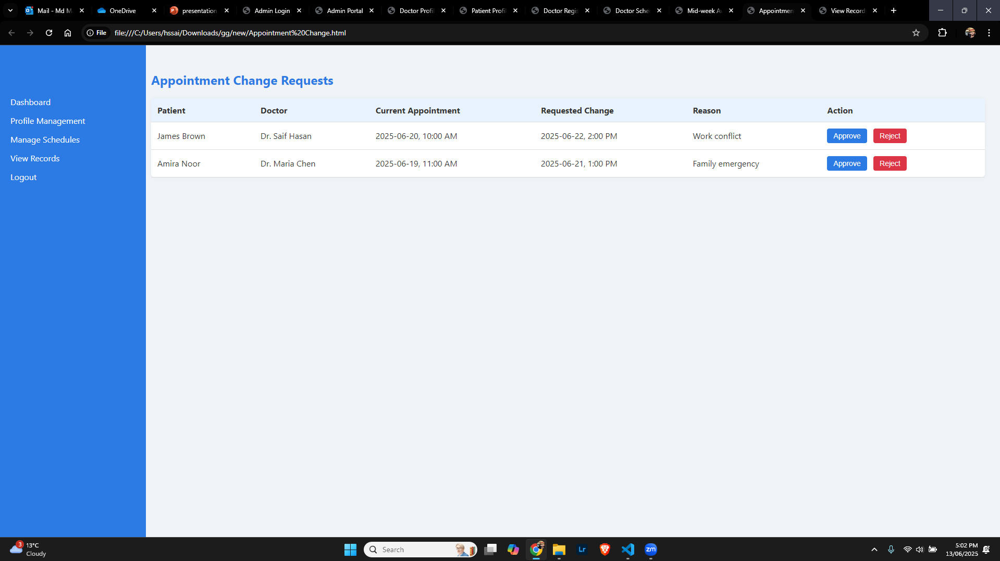 Mail - Md M
OneDrive
presentation
Admin Login
Admin Portal
Doctor Profil
Patient Profil
Doctor Regis
Doctor Sche
Mid-week A
Appointmen
View Record
File
file:///C:/Users/hssai/Downloads/gg/new/Appointment%20Change.html
Dashboard
Profile Management
Manage Schedules
View Records
Logout
Appointment Change Requests
Patient Doctor Current Appointment Requested Change Reason Action
James Brown Dr. Saif Hasan 2025-06-20, 10:00 AM 2025-06-22, 2:00 PM Work conflict Approve Reject
Amira Noor Dr. Maria Chen 2025-06-19, 11:00 AM 2025-06-21, 1:00 PM Family emergency Approve Reject
3
13°C
Cloudy
Search
Lr
zm
5:02 PM
13/06/2025